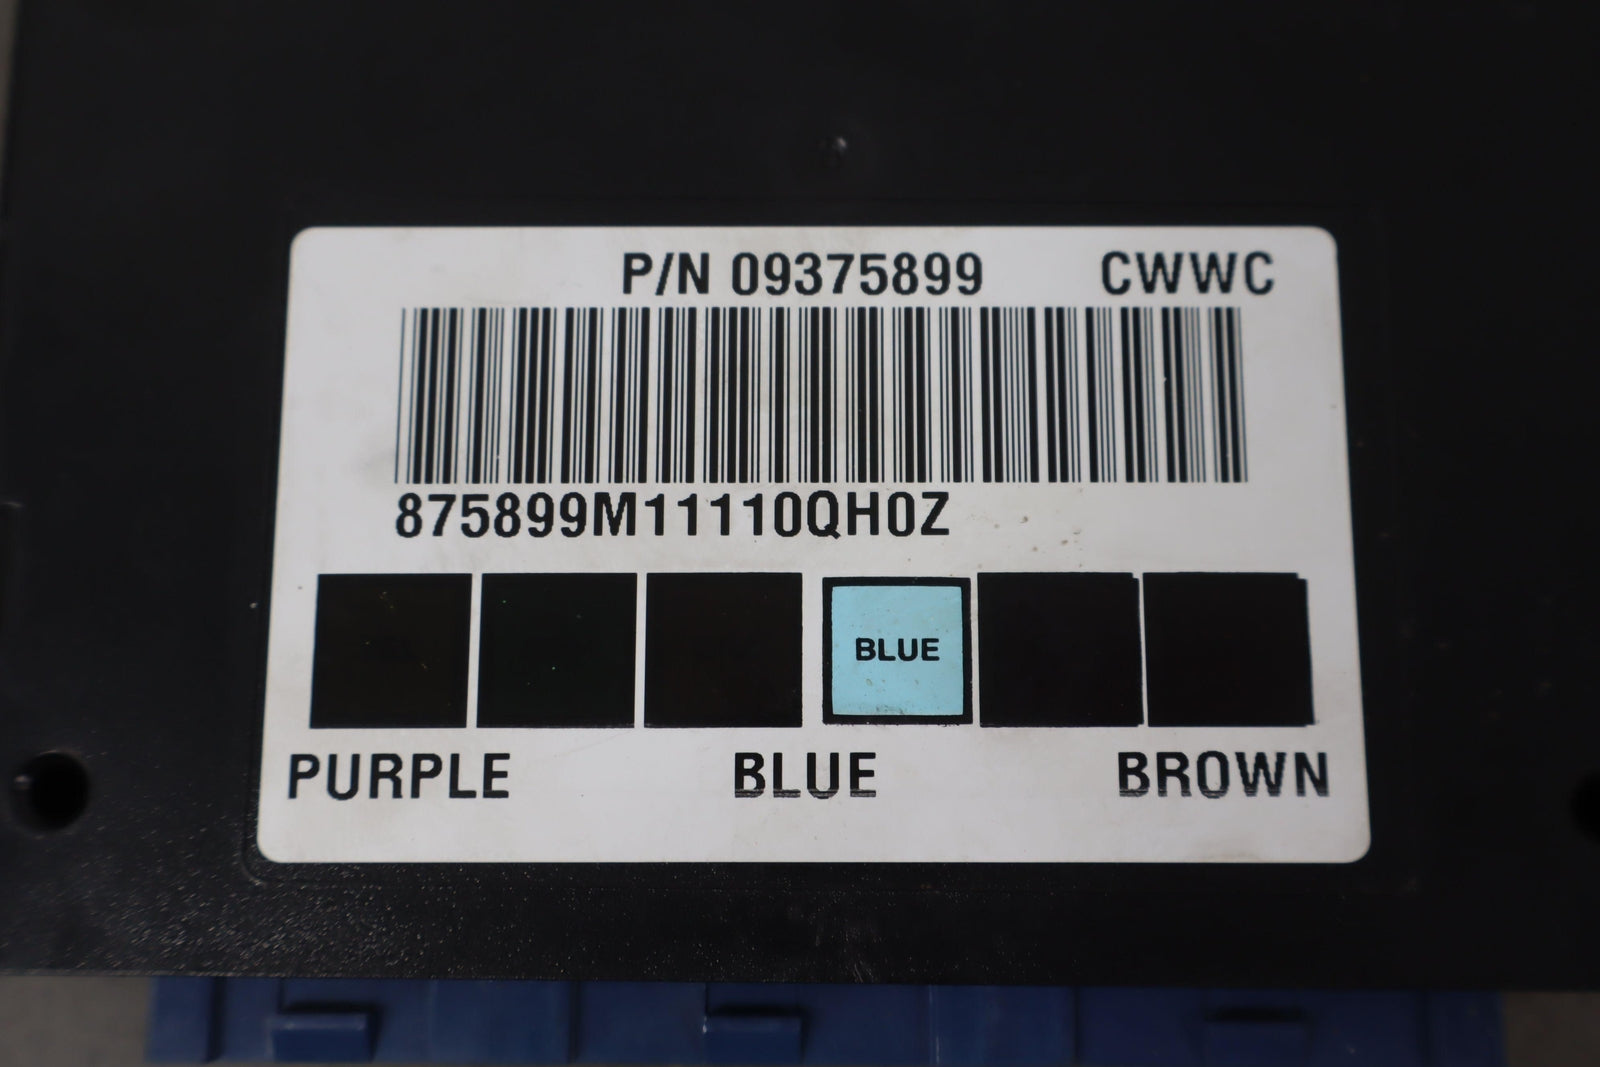 P/N 09375899 CWWC
875899M11110QH0Z
BLUE
PURPLE BLUE BROWN